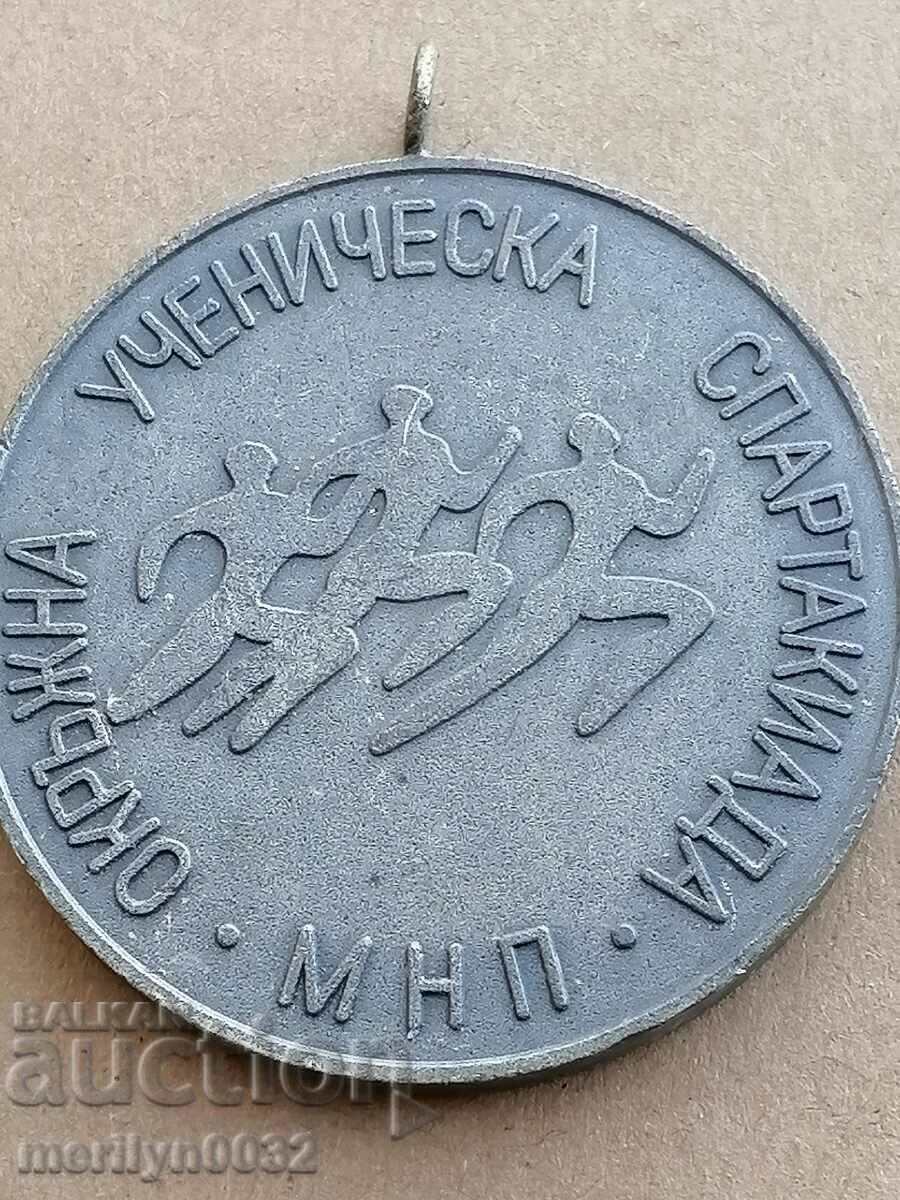 ОКРЪЖНА УЧЕНИЧЕСКА СПАРТАКИАДА
· МНП ·
BALKAN
auction
merilyn0032